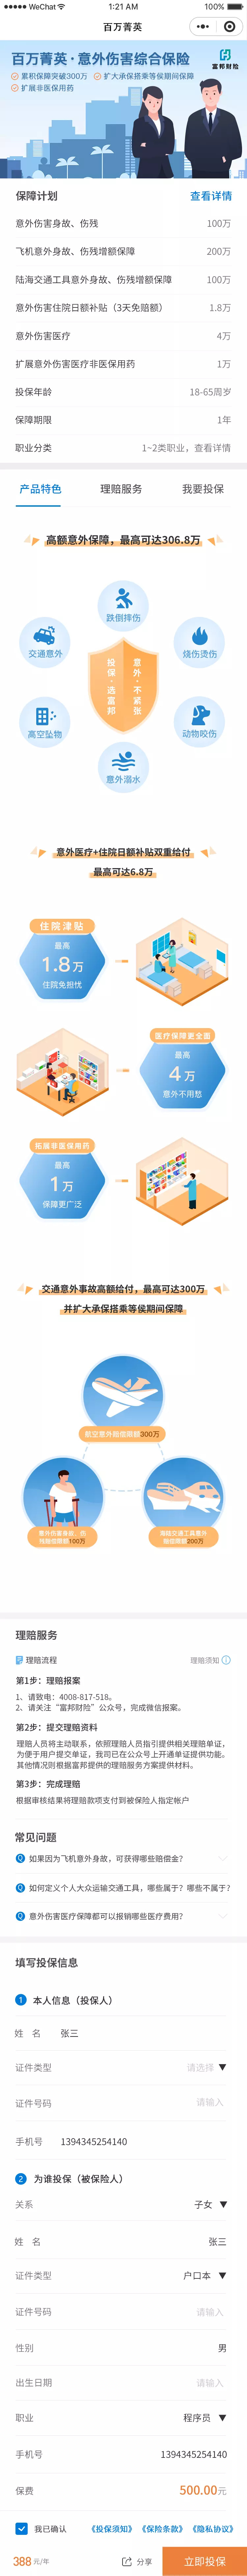 WeChat 1:21 AM 100%
百万菁英
百万菁英·意外伤害综合保险
累积保障突破300万 扩大承保搭乘等侯期间保障
扩展非医保用药
富邦财险
保障计划 查看详情
意外伤害身故、伤残 100万
飞机意外身故、伤残增额保障 200万
陆海交通工具意外身故、伤残增额保障 100万
意外伤害住院日额补贴（3天免赔额） 1.8万
意外伤害医疗 4万
扩展意外伤害医疗非医保用药 1万
投保年龄 18-65周岁
保障期限 1年
职业分类 1~2类职业，查看详情
产品特色 理赔服务 我要投保
高额意外保障，最高可达306.8万
跌倒摔伤
交通意外
烧伤烫伤
投保·选富邦
意外·不紧张
高空坠物
动物咬伤
意外溺水
意外医疗+住院日额补贴双重给付
最高可达6.8万
住院津贴
最高
1.8万
住院免担忧
医疗保障更全面
最高
4万
意外不用愁
拓展非医保用药
最高
1万
保障更广泛
交通意外事故高额给付，最高可达300万
并扩大承保搭乘等侯期间保障
航空意外赔偿限额300万
意外伤害身故、伤
残赔偿限额100万
海陆交通工具意外
赔偿限额200万
理赔服务
理赔流程 理赔须知
第1步：理赔报案
1、请致电：4008-817-518。
2、请关注“富邦财险”公众号，完成微信报案。
第2步：提交理赔资料
理赔人员将主动联系，依照理赔人员指引提供相关理赔单证，
为便于用户提交单证，我司已在公众号上开通单证提供功能。
其他情况则根据富邦提供的理赔服务方案提供材料。
第3步：完成理赔
根据审核结果将理赔款项支付到被保险人指定帐户
常见问题
Q 如果因为飞机意外身故，可获得哪些赔偿金？
Q 如何定义个人大众运输交通工具，哪些属于？哪些不属于？
Q 意外伤害医疗保障都可以报销哪些医疗费用？
填写投保信息
1 本人信息（投保人）
姓 名 张三
证件类型 请选择
证件号码 请输入
手机号 1394345254140
2 为谁投保（被保险人）
关系 子女
姓 名 张三
证件类型 户口本
证件号码 请输入
性别 男
出生日期 请输入
职业 程序员
手机号 1394345254140
保费 500.00元
我已确认 《投保须知》 《保险条款》 《隐私协议》
388 元/年 分享 立即投保